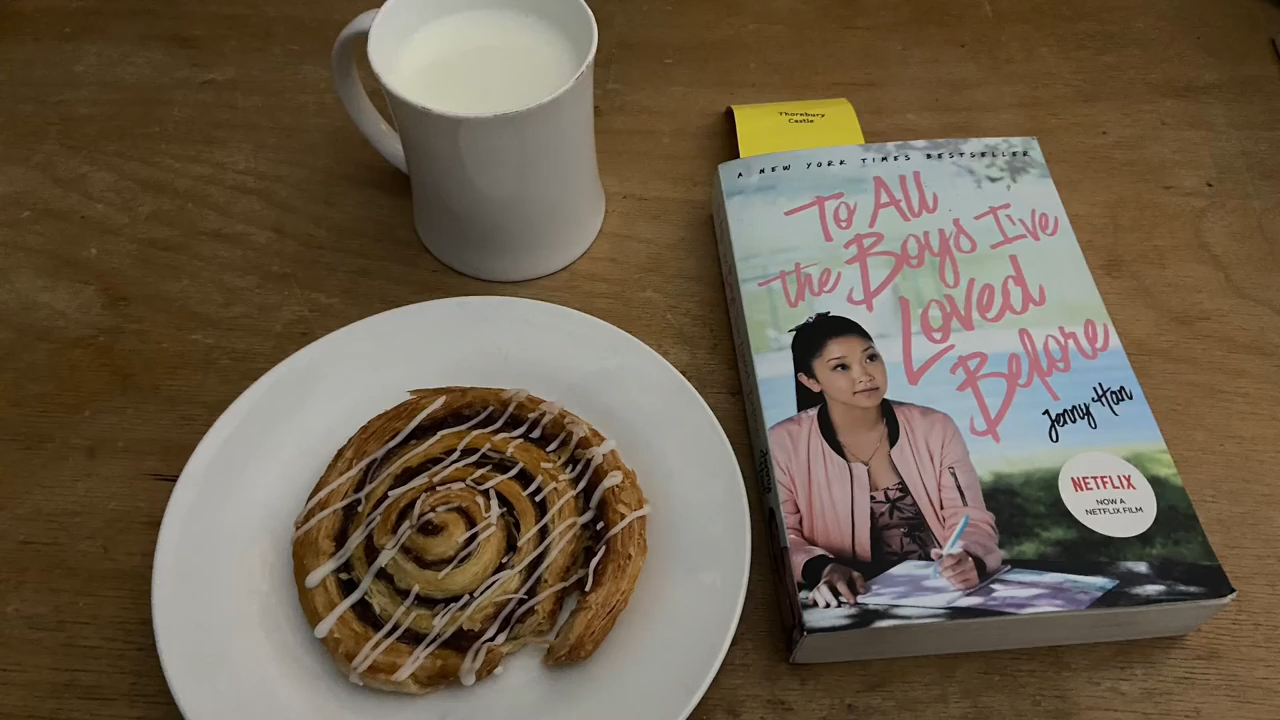 Thornbury
Castle
A NEW YORK TIMES BESTSELLER
To All
the Boys I've
Loved
Before
Jenny Han
NETFLIX
NOW A
NETFLIX FILM